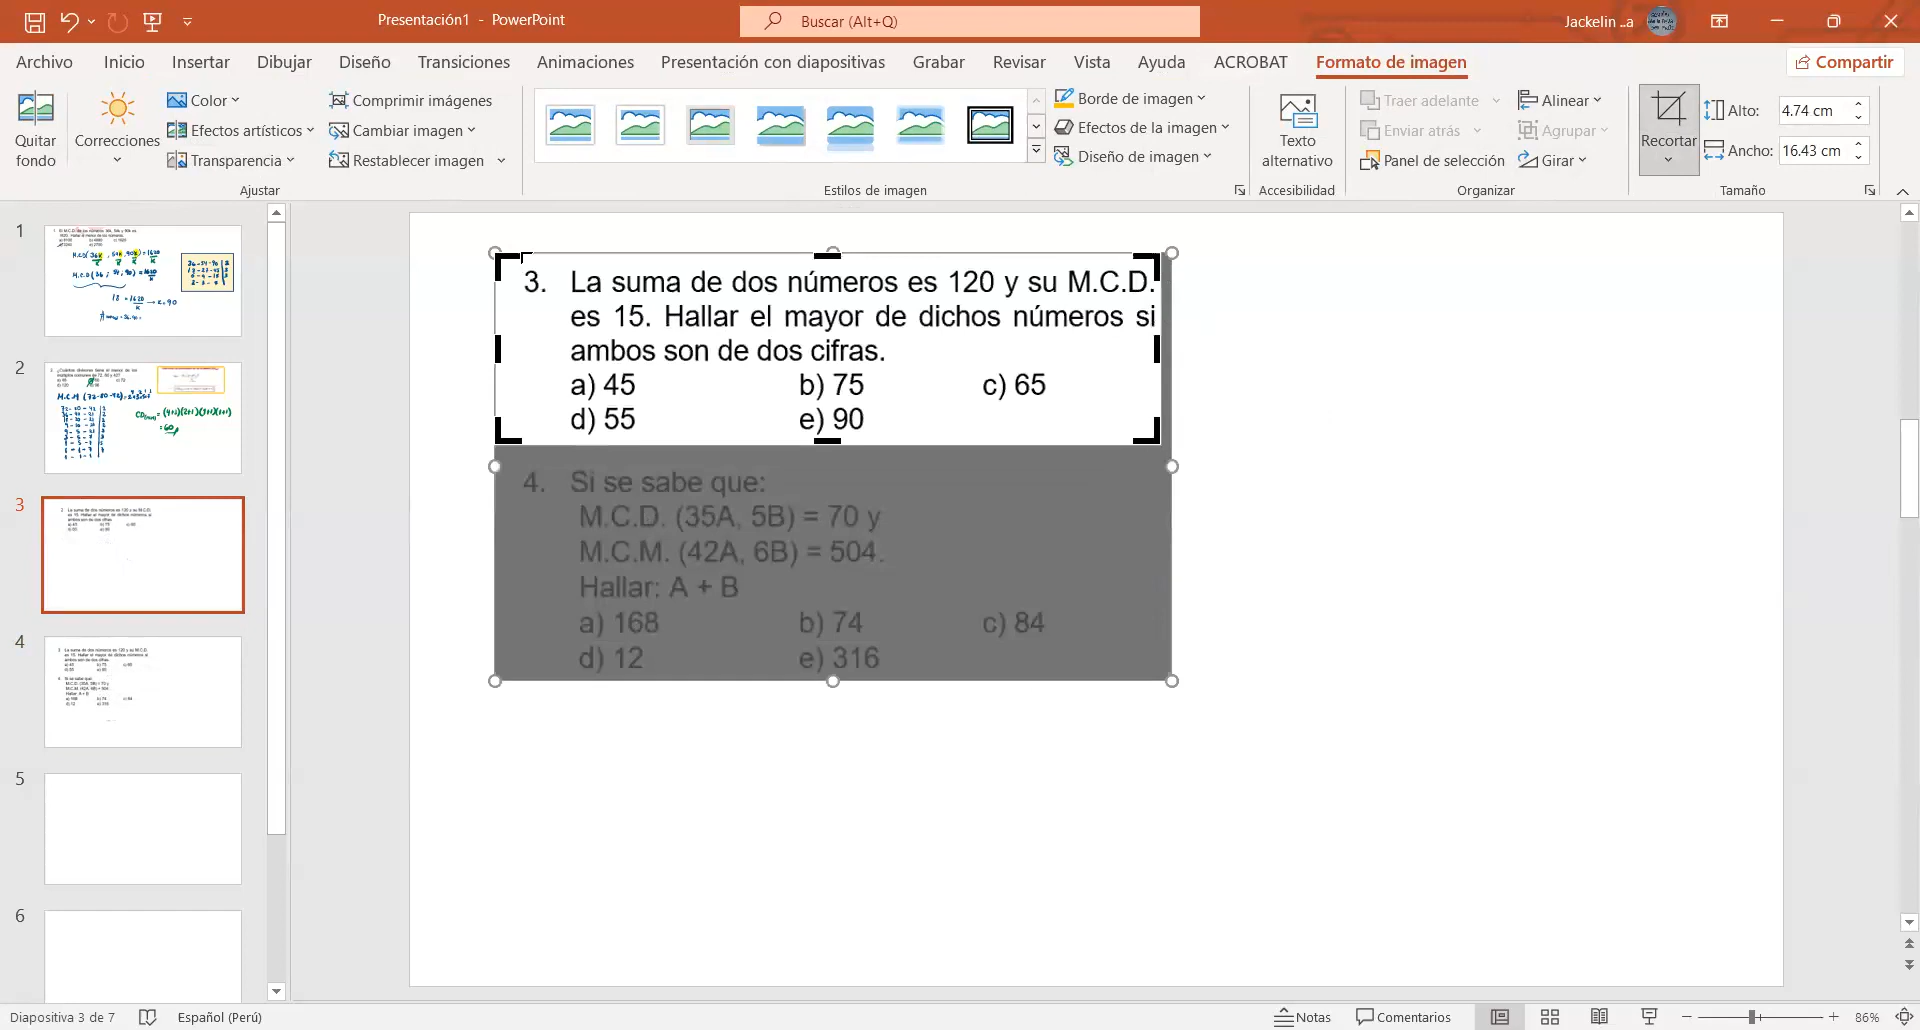 Presentación1 - PowerPoint
Buscar (Alt+Q)
Jackelin ..a
Archivo Inicio Insertar Dibujar Diseño Transiciones Animaciones Presentación con diapositivas Grabar Revisar Vista Ayuda ACROBAT Formato de imagen Compartir
Quitar fondo
Correcciones
Color
Efectos artísticos
Transparencia
Comprimir imágenes
Cambiar imagen
Restablecer imagen
Ajustar
Estilos de imagen
Borde de imagen
Efectos de la imagen
Diseño de imagen
Texto alternativo
Accesibilidad
Traer adelante
Enviar atrás
Panel de selección
Alinear
Agrupar
Girar
Organizar
Recortar
Alto: 4.74 cm
Ancho: 16.43 cm
Tamaño
1
2
3
4
5
6
3. La suma de dos números es 120 y su M.C.D.
es 15. Hallar el mayor de dichos números si
ambos son de dos cifras.
a) 45 b) 75 c) 65
d) 55 e) 90
4. Si se sabe que:
M.C.D. (35A, 5B) = 70 y
M.C.M. (42A, 6B) = 504.
Hallar: A + B
a) 168 b) 74 c) 84
d) 12 e) 316
Diapositiva 3 de 7 Español (Perú) Notas Comentarios 86%